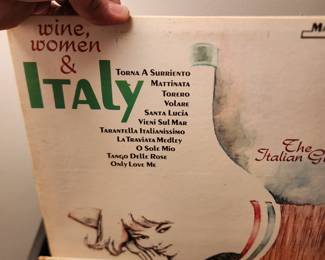 wine,
women
&
ITALY
TORNA A SURRIENTO
MATTINATA
TORERO
VOLARE
SANTA LUCIA
VIENI SUL MAR
TARANTELLA ITALIANISSIMO
LA TRAVIATA MEDLEY
O SOLE MIO
TANGO DELLE ROSE
ONLY LOVE ME
The
Italian